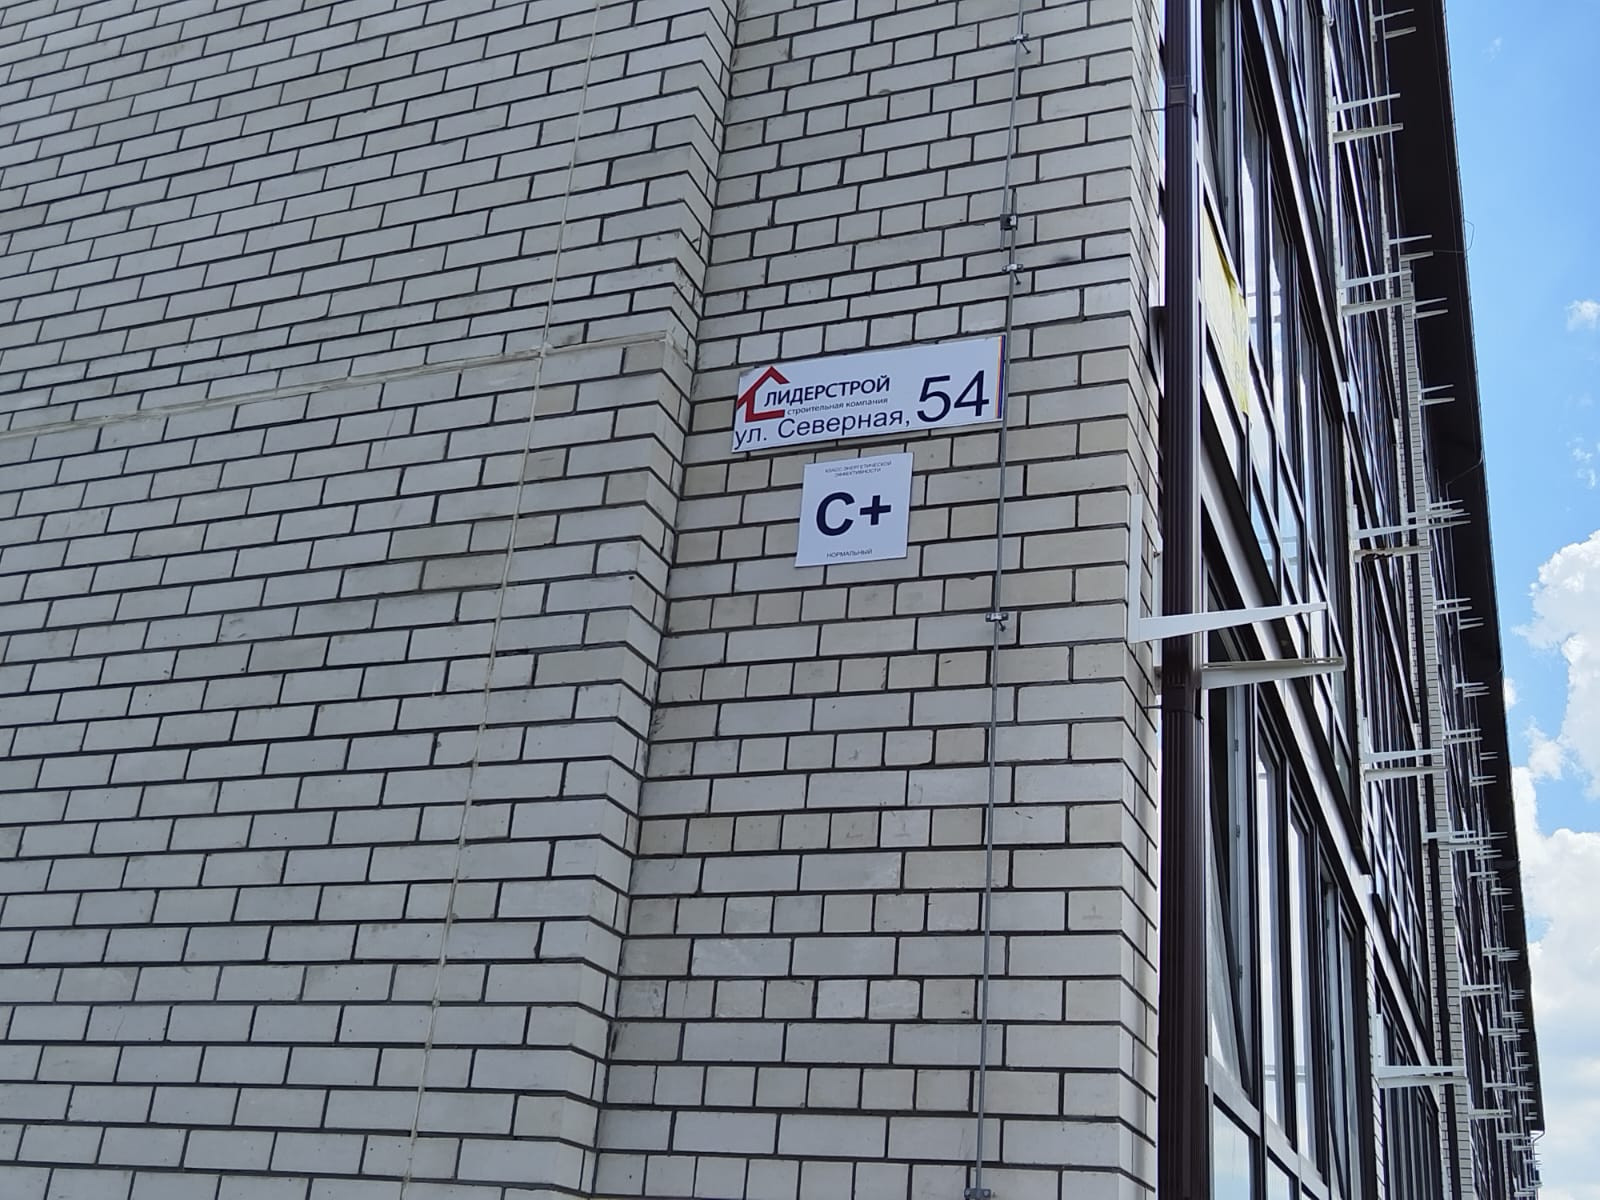 ЛИДЕРСТРОЙ
строительная компания
ул. Северная, 54
КЛАСС ЭНЕРГЕТИЧЕСКОЙ
ЭФФЕКТИВНОСТИ
C+
НОРМАЛЬНЫЙ